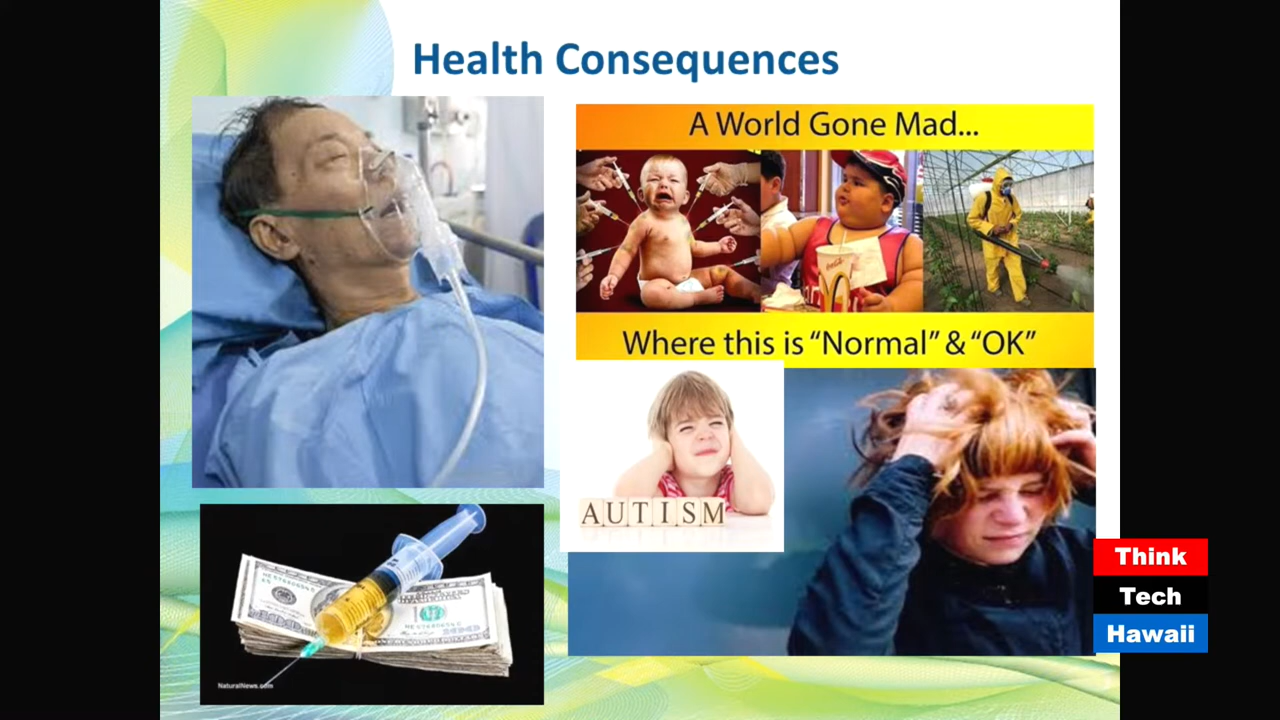 Health Consequences
A World Gone Mad...
Where this is “Normal” & “OK”
AUTISM
NaturalNews.com
Think
Tech
Hawaii